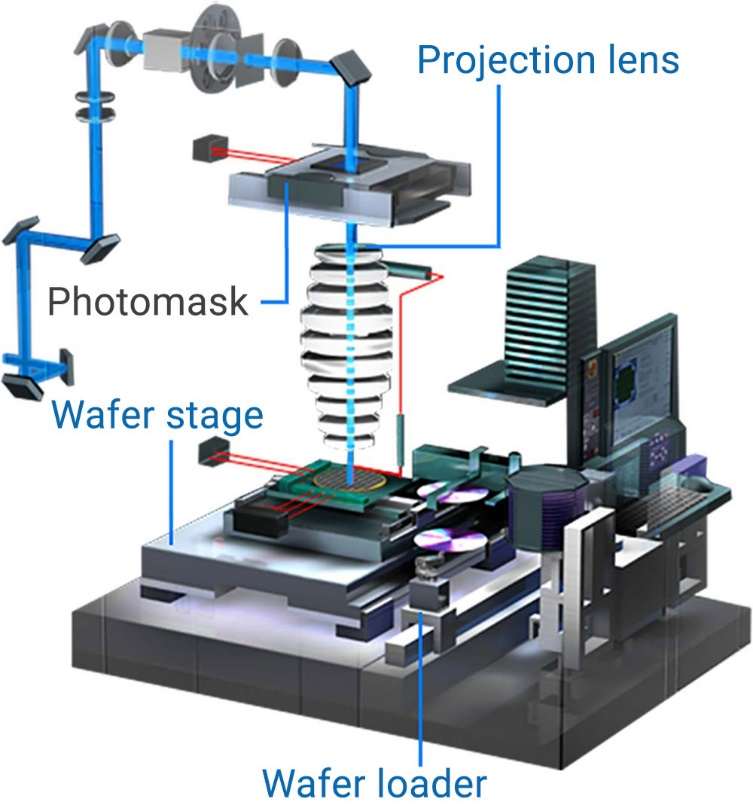 Projection lens
Photomask
Wafer stage
Wafer loader